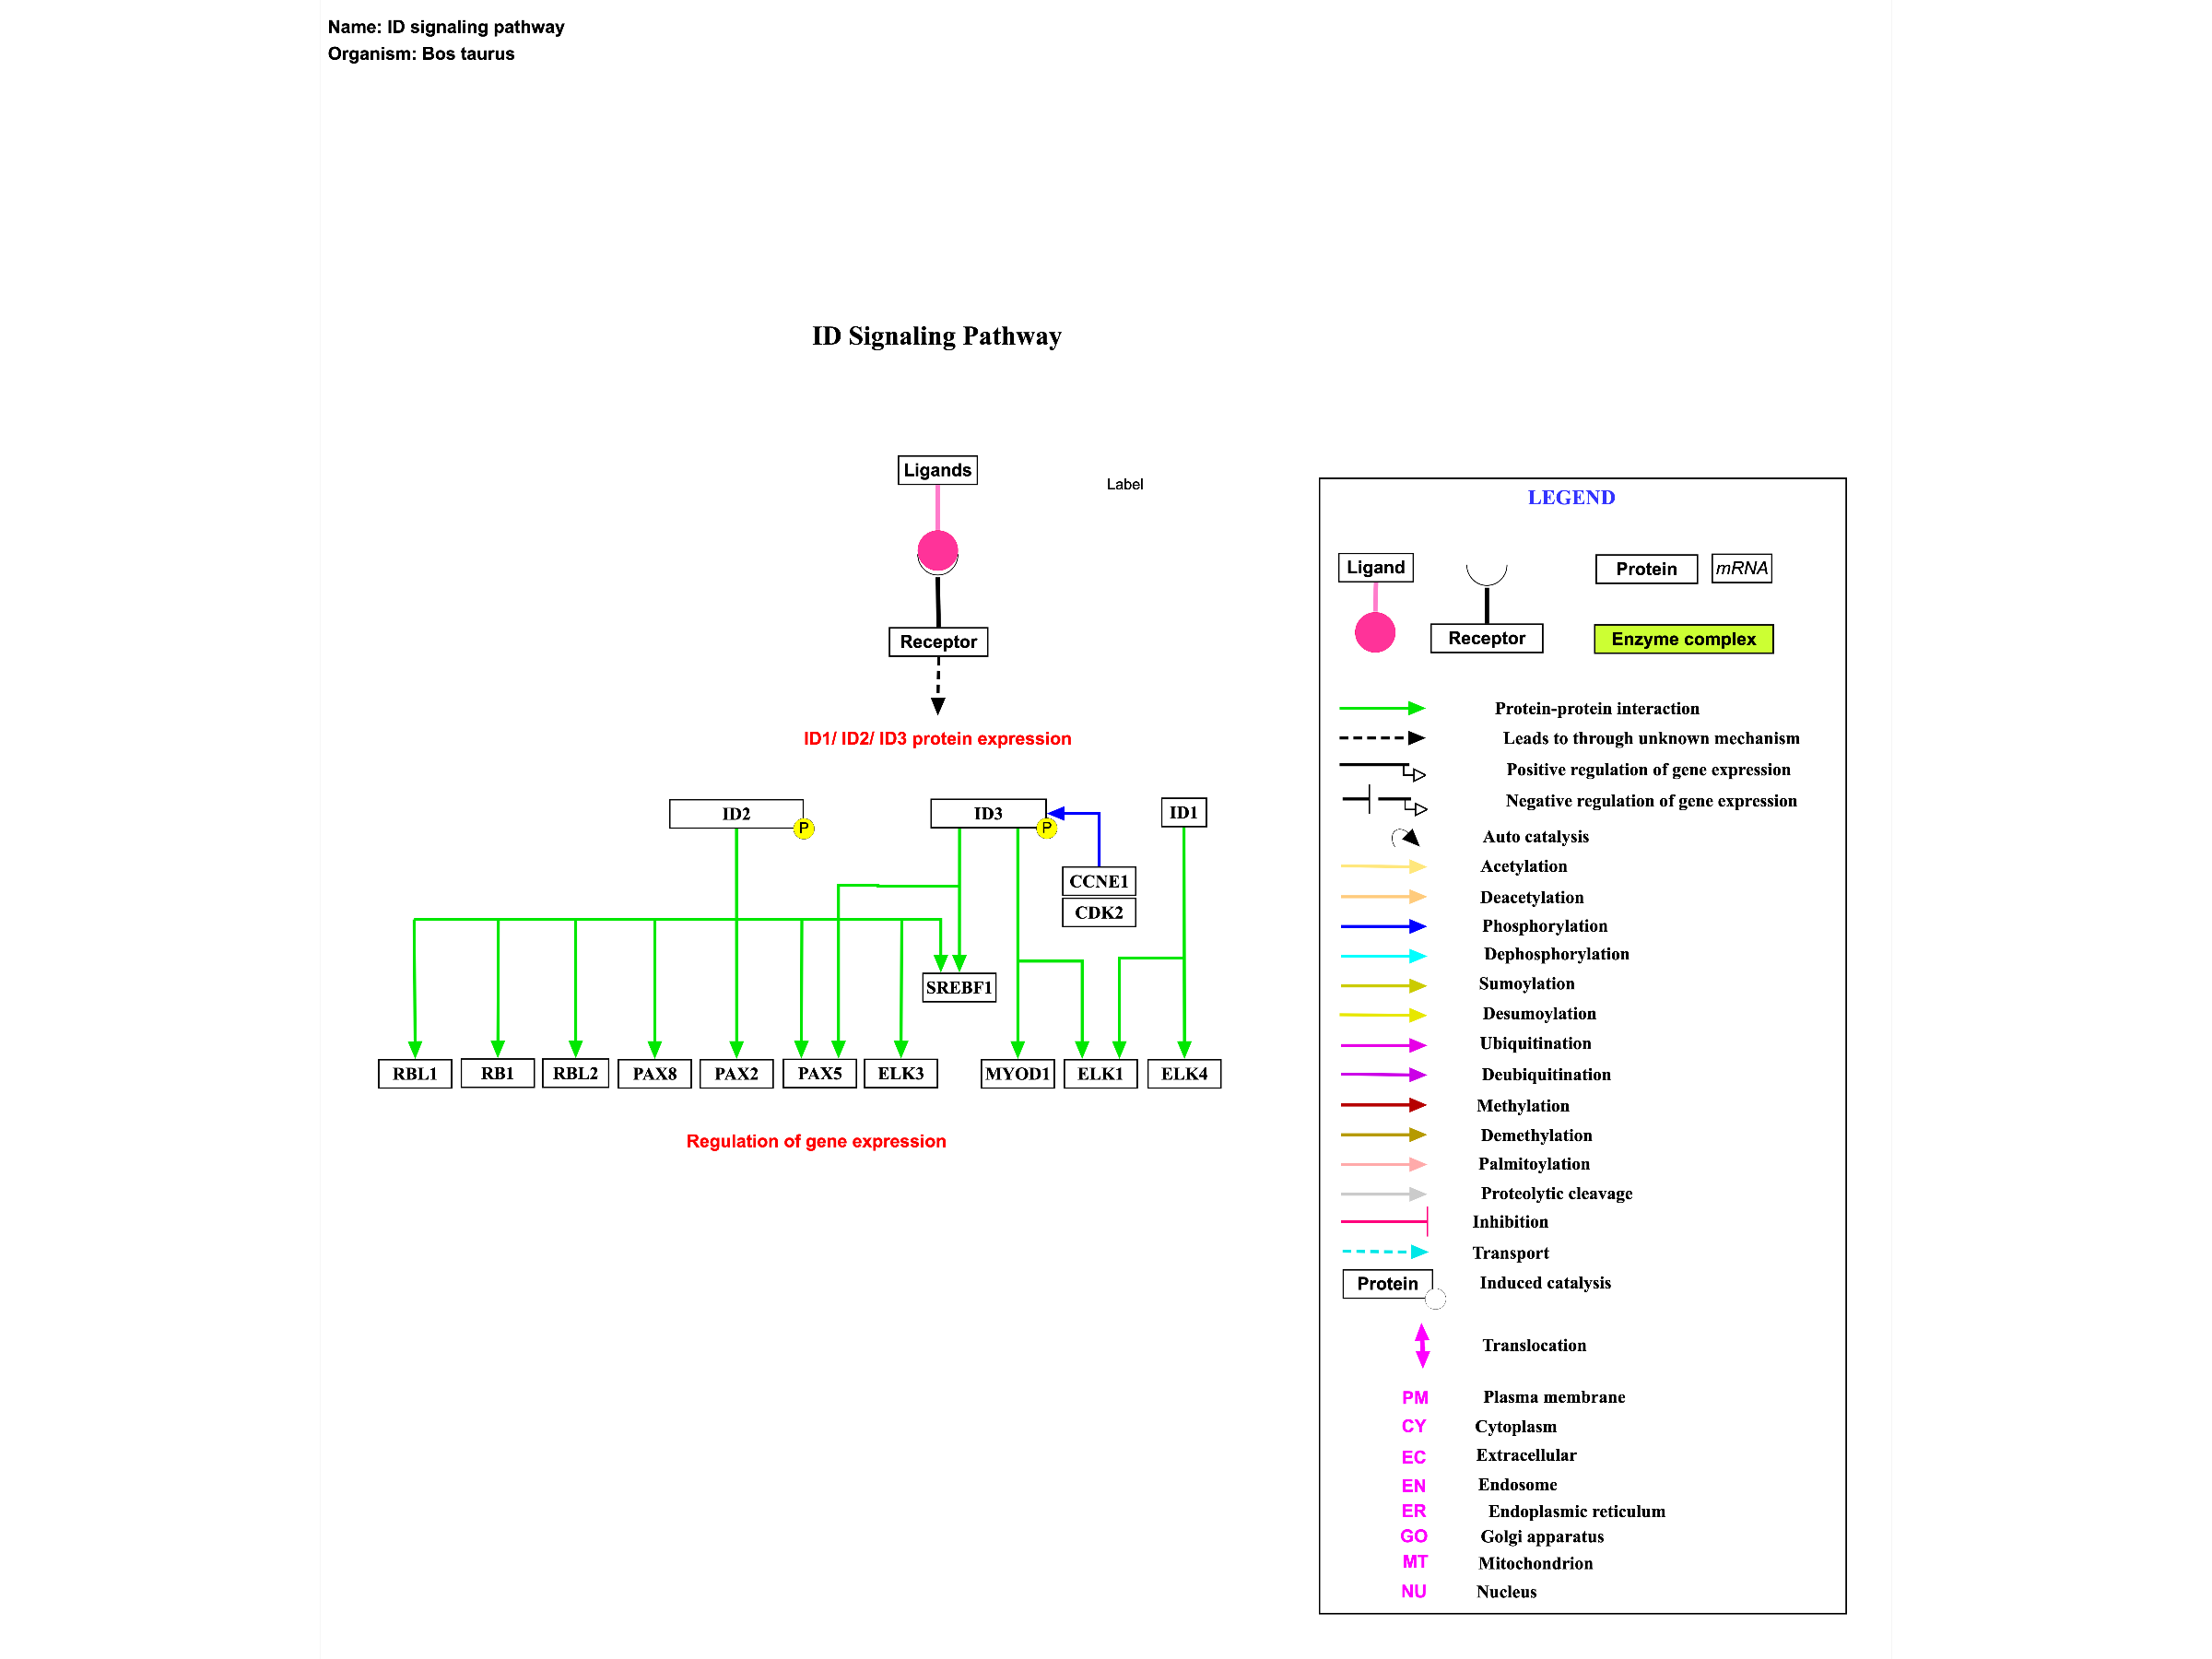 Name: ID signaling pathway
Organism: Bos taurus
ID Signaling Pathway
Ligands
Label
Receptor
ID1/ ID2/ ID3 protein expression
ID2
P
ID3
P
ID1
CCNE1
CDK2
SREBF1
RBL1
RB1
RBL2
PAX8
PAX2
PAX5
ELK3
MYOD1
ELK1
ELK4
Regulation of gene expression
LEGEND
Ligand
Receptor
Protein
mRNA
Enzyme complex
Protein-protein interaction
Leads to through unknown mechanism
Positive regulation of gene expression
Negative regulation of gene expression
Auto catalysis
Acetylation
Deacetylation
Phosphorylation
Dephosphorylation
Sumoylation
Desumoylation
Ubiquitination
Deubiquitination
Methylation
Demethylation
Palmitoylation
Proteolytic cleavage
Inhibition
Transport
Protein Induced catalysis
Translocation
PM Plasma membrane
CY Cytoplasm
EC Extracellular
EN Endosome
ER Endoplasmic reticulum
GO Golgi apparatus
MT Mitochondrion
NU Nucleus